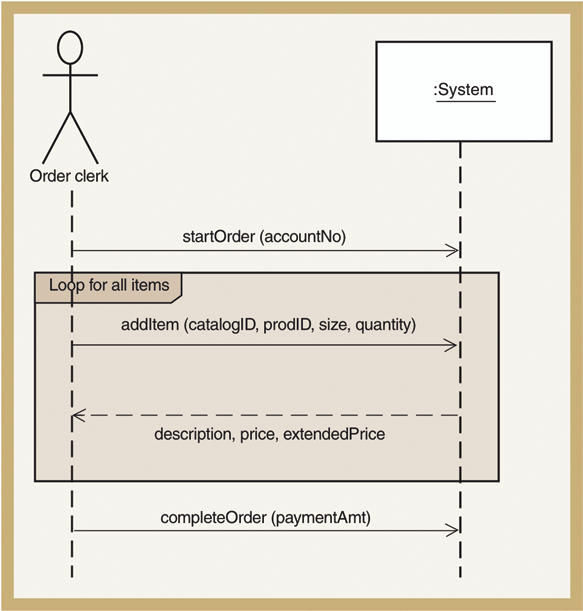 :System
Order clerk
startOrder (accountNo)
Loop for all items
addItem (catalogID, prodID, size, quantity)
description, price, extendedPrice
completeOrder (paymentAmt)